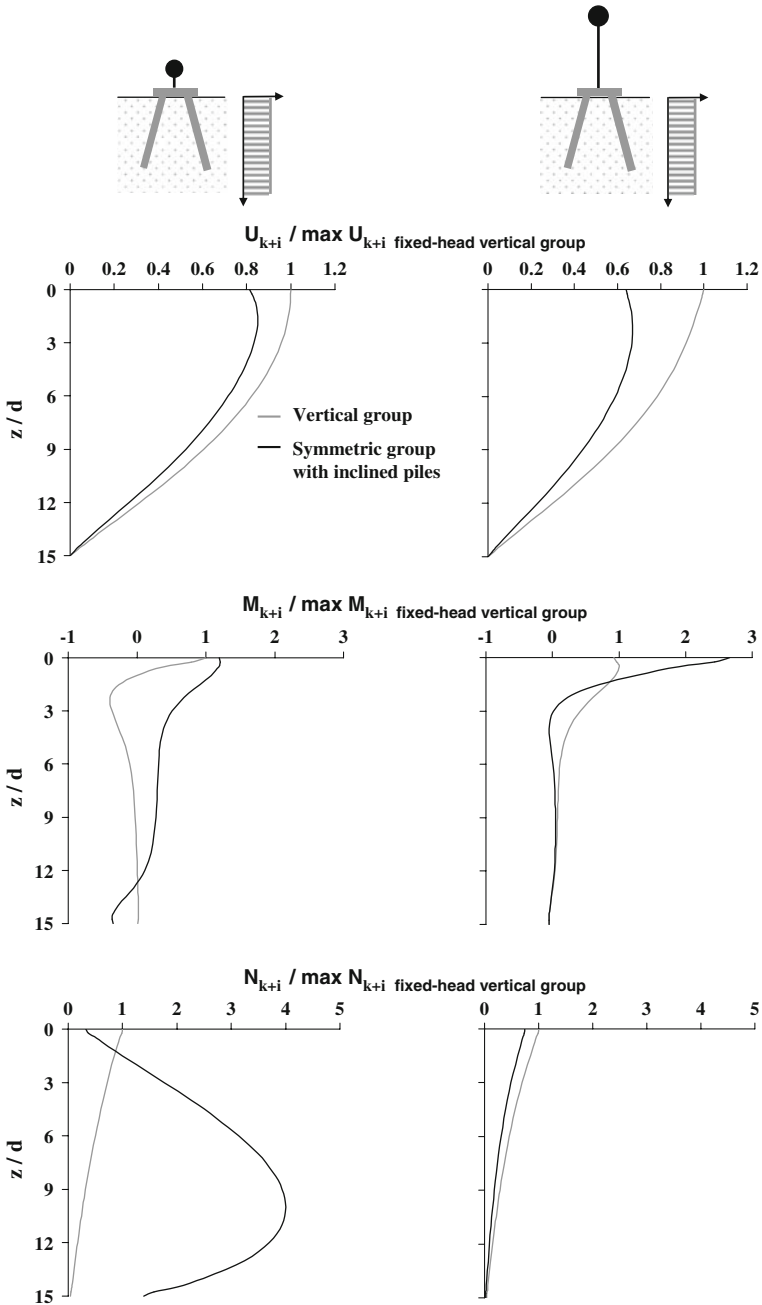 U_{k+i} / max U_{k+i} fixed-head vertical group
0 0.2 0.4 0.6 0.8 1 1.2
0 0.2 0.4 0.6 0.8 1 1.2
0
3
6
9
12
15
z / d
Vertical group
Symmetric group
with inclined piles
M_{k+i} / max M_{k+i} fixed-head vertical group
-1 0 1 2 3
-1 0 1 2 3
0
3
6
9
12
15
z / d
N_{k+i} / max N_{k+i} fixed-head vertical group
0 1 2 3 4 5
0 1 2 3 4 5
0
3
6
9
12
15
z / d